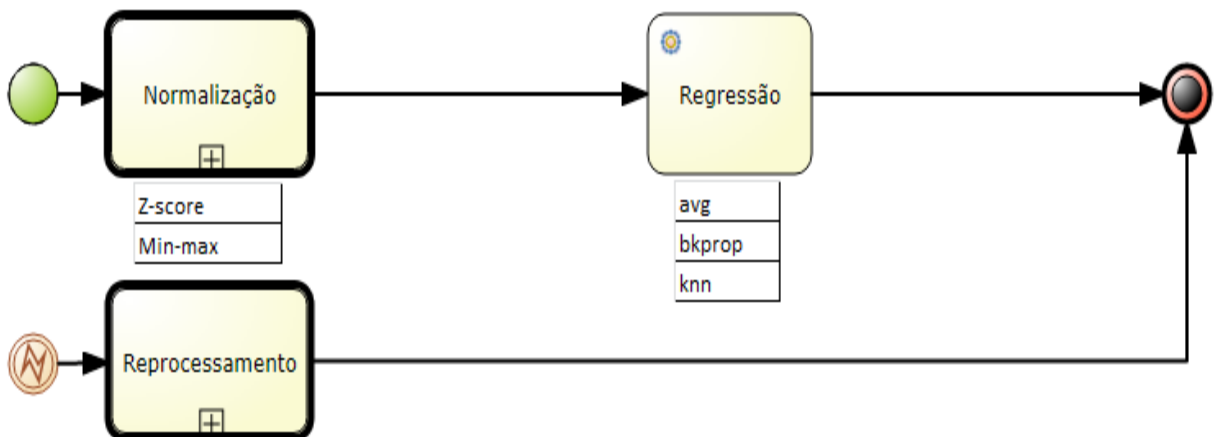 Normalização
Regressão
Z-score
Min-max
avg
bkprop
knn
Reprocessamento